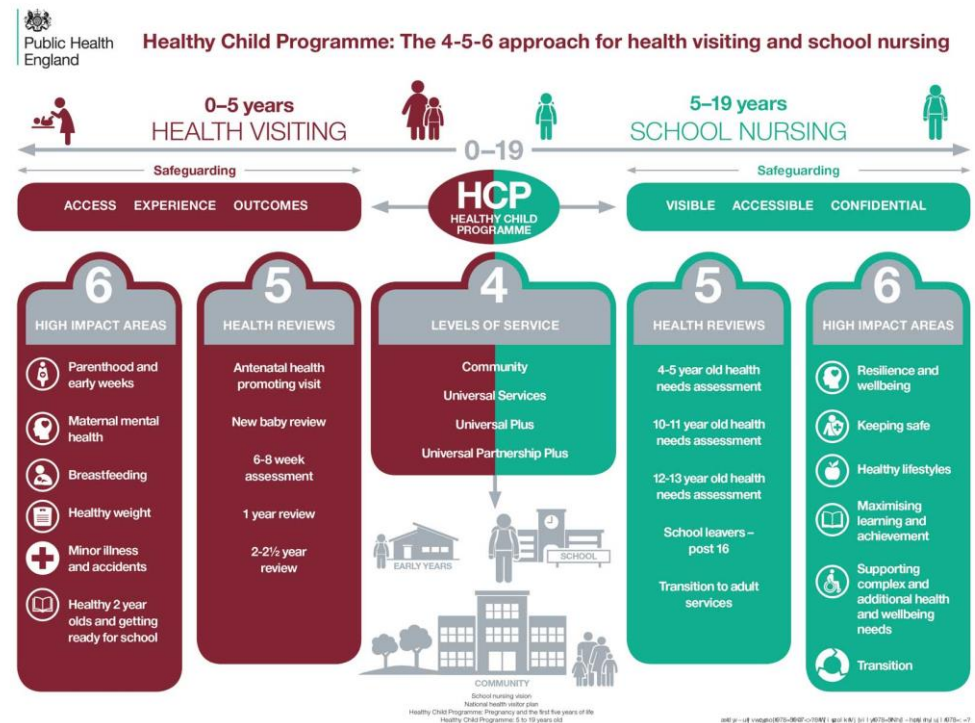 Public Health
England
Healthy Child Programme: The 4-5-6 approach for health visiting and school nursing
0–5 years
HEALTH VISITING
5–19 years
SCHOOL NURSING
0–19
Safeguarding
Safeguarding
ACCESS EXPERIENCE OUTCOMES
HCP
HEALTHY CHILD
PROGRAMME
VISIBLE ACCESSIBLE CONFIDENTIAL
6
HIGH IMPACT AREAS
Parenthood and
early weeks
Maternal mental
health
Breastfeeding
Healthy weight
Minor illness
and accidents
Healthy 2 year
olds and getting
ready for school
5
HEALTH REVIEWS
Antenatal health
promoting visit
New baby review
6-8 week
assessment
1 year review
2-2½ year
review
4
LEVELS OF SERVICE
Community
Universal Services
Universal Plus
Universal Partnership Plus
EARLY YEARS
SCHOOL
COMMUNITY
School nursing vision
National health visitor plan
Healthy Child Programme: Pregnancy and the first five years of life
Healthy Child Programme: 5 to 19 years old
5
HEALTH REVIEWS
4-5 year old health
needs assessment
10-11 year old health
needs assessment
12-13 year old health
needs assessment
School leavers –
post 16
Transition to adult
services
6
HIGH IMPACT AREAS
Resilience and
wellbeing
Keeping safe
Healthy lifestyles
Maximising
learning and
achievement
Supporting
complex and
additional health
and wellbeing
needs
Transition